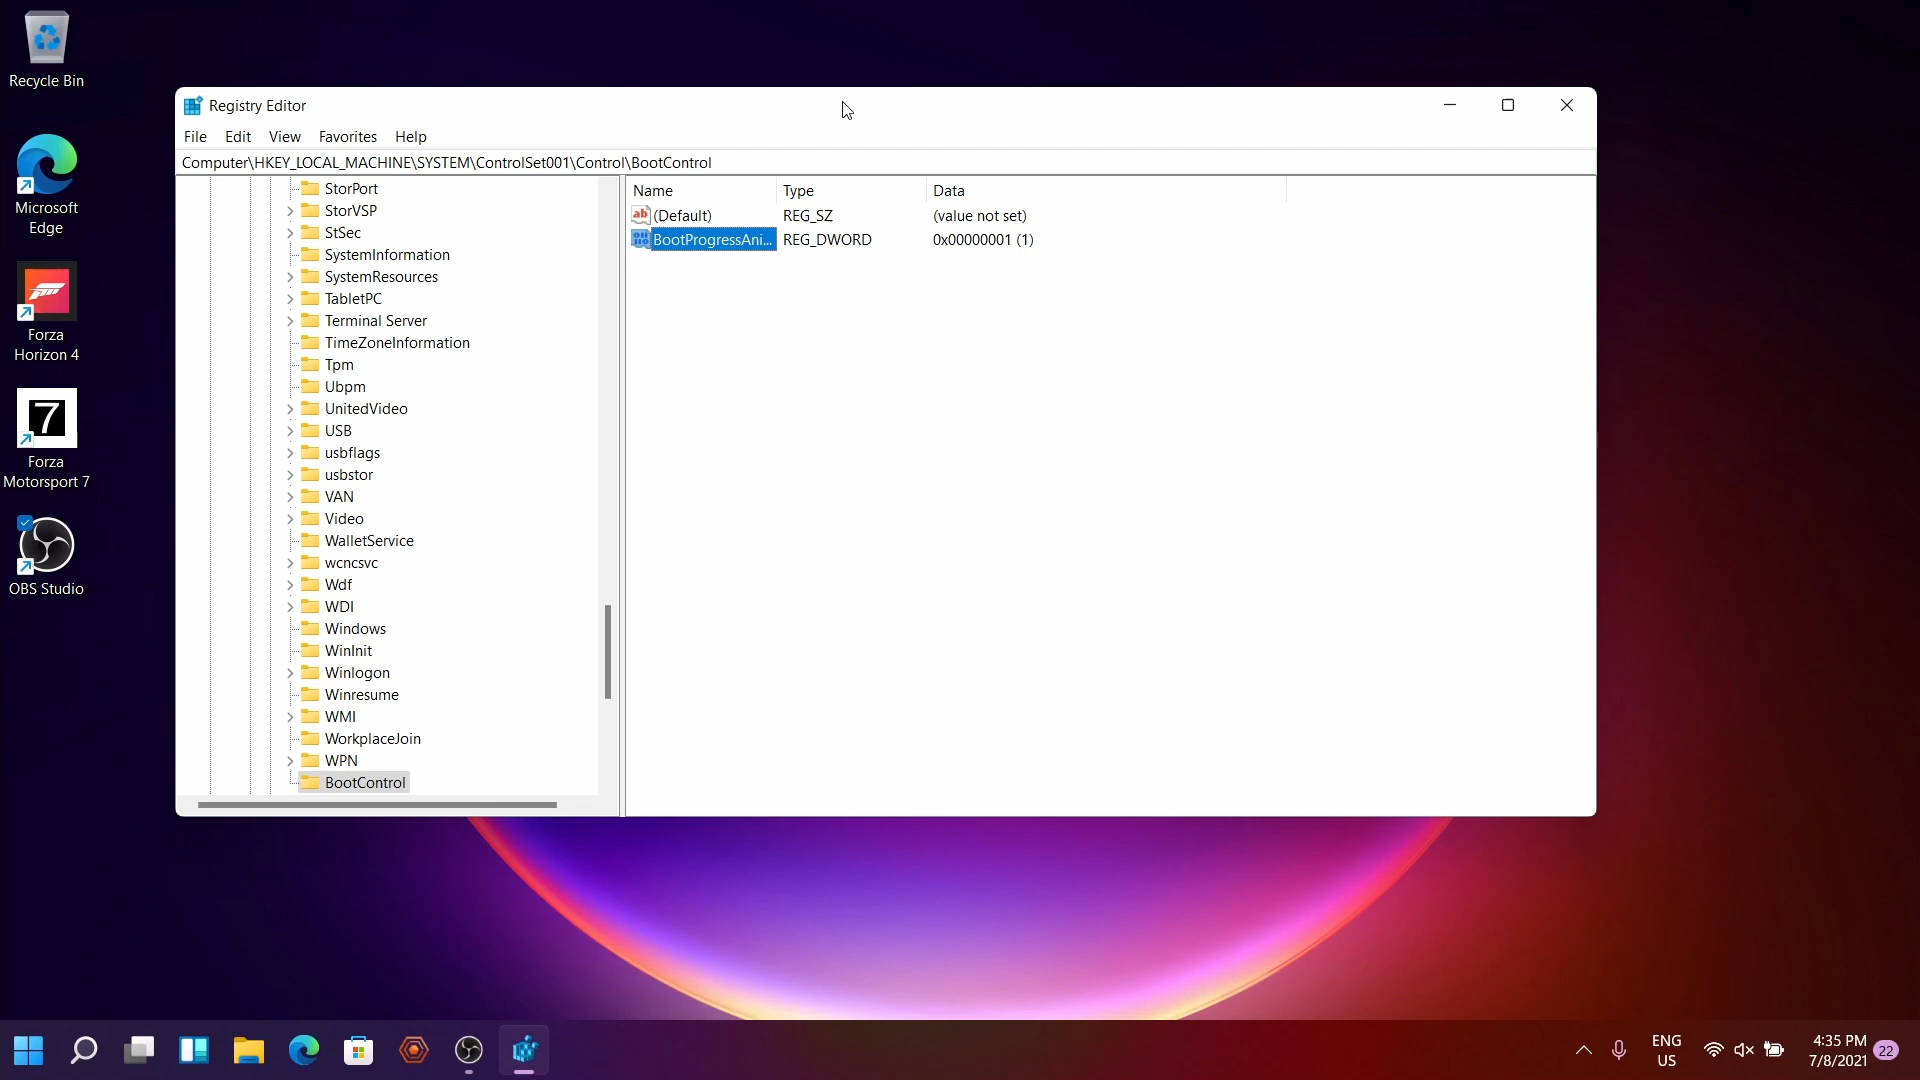 Recycle Bin
Microsoft
Edge
Forza
Horizon 4
7
Forza
Motorsport 7
OBS Studio
Registry Editor
File Edit View Favorites Help
Computer\HKEY_LOCAL_MACHINE\SYSTEM\ControlSet001\Control\BootControl
StorPort
StorVSP
StSec
SystemInformation
SystemResources
TabletPC
Terminal Server
TimeZoneInformation
Tpm
Ubpm
UnitedVideo
USB
usbflags
usbstor
VAN
Video
WalletService
wcncsvc
Wdf
WDI
Windows
WinInit
Winlogon
Winresume
WMI
WorkplaceJoin
WPN
BootControl
Name Type Data
ab (Default) REG_SZ (value not set)
BootProgressAni... REG_DWORD 0x00000001 (1)
ENG
US
4:35 PM
7/8/2021
22